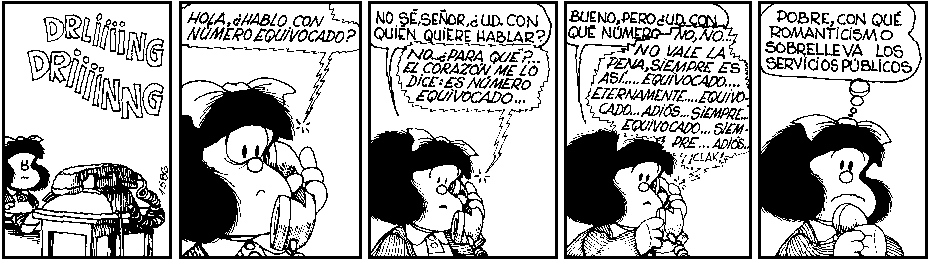 DRLiiiiNG
DRiiiiNNG
HOLA, ¿HABLO CON
NÚMERO EQUIVOCADO?
NO SÉ, SEÑOR. ¿UD. CON
QUIÉN QUIERE HABLAR?
NO... ¿PARA QUÉ?..
EL CORAZÓN ME LO
DICE: ES NÚMERO
EQUIVOCADO...
BUENO, PERO ¿UD. CON
QUÉ NÚMERO
NO, NO..
NO VALE LA
PENA, SIEMPRE ES
ASÍ.... EQUIVOCADO....
ETERNAMENTE.... EQUIVO-
CADO... ADIÓS... SIEMPRE...
EQUIVOCADO... SIEM-
PRE... ADIÓS..
¡CLAK!
POBRE, CON QUÉ
ROMANTICISMO
SOBRELLEVA LOS
SERVICIOS PÚBLICOS